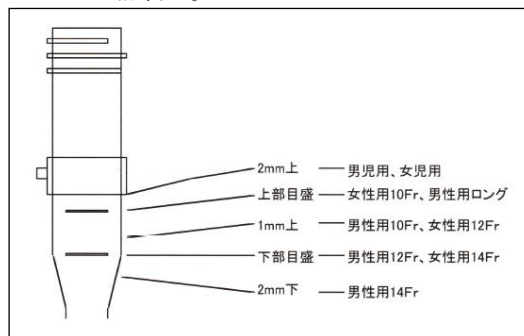 2mm上 男児用、女児用
上部目盛 女性用10Fr、男性用ロング
1mm上 男性用10Fr、女性用12Fr
下部目盛 男性用12Fr、女性用14Fr
2mm下 男性用14Fr